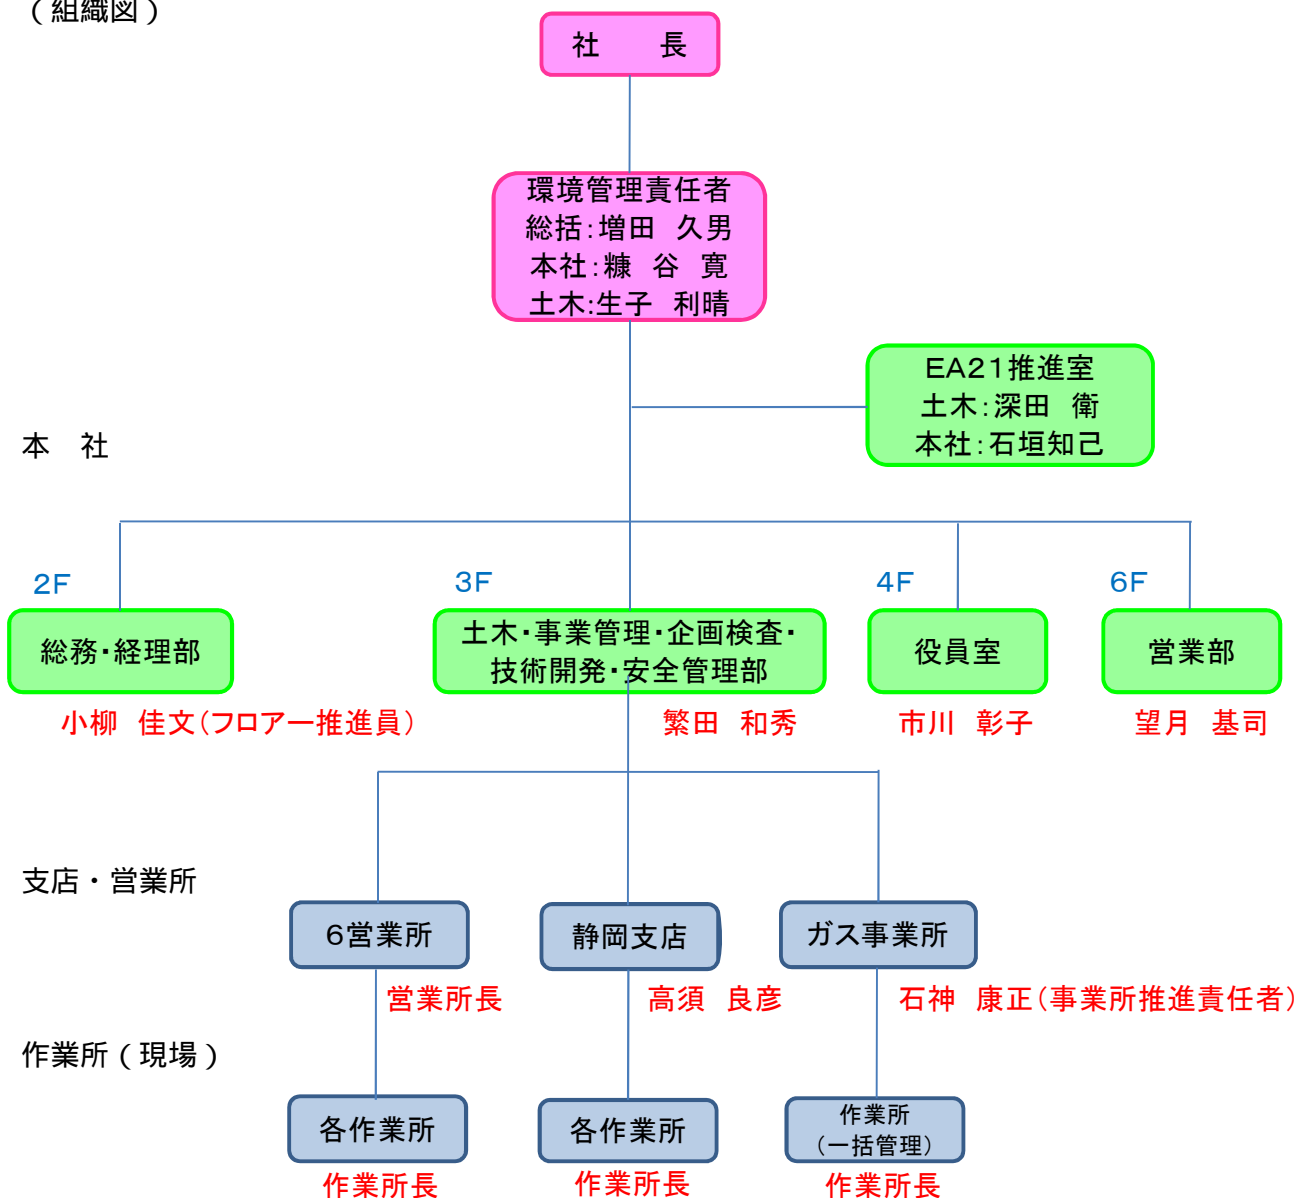 （組織図）
社　　長
環境管理責任者
総括：増田　久男
本社：糠　谷　寛
土木：生子　利晴
EA21推進室
土木：深田　衛
本社：石垣知己
本　社
2F
3F
4F
6F
総務・経理部
土木・事業管理・企画検査・
技術開発・安全管理部
役員室
営業部
小柳　佳文（フロアー推進員）
繁田　和秀
市川　彰子
望月　基司
支店・営業所
6営業所
静岡支店
ガス事業所
営業所長
高須　良彦
石神　康正（事業所推進責任者）
作業所（現場）
各作業所
各作業所
作業所
（一括管理）
作業所長
作業所長
作業所長